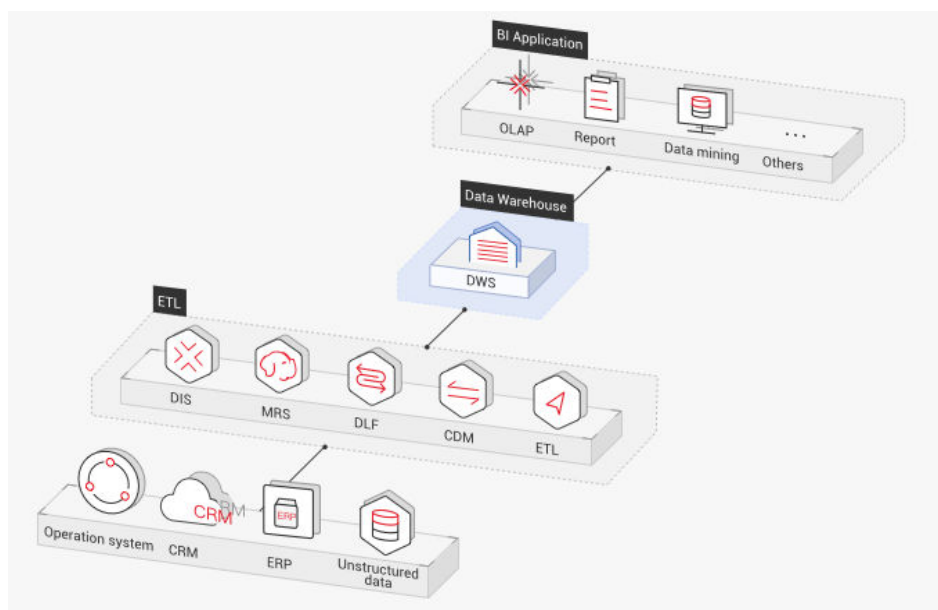 BI Application
OLAP
Report
Data mining
...
Others
Data Warehouse
DWS
ETL
DIS
MRS
DLF
CDM
ETL
CRM
RM
ERP
Operation system
CRM
ERP
Unstructured
data